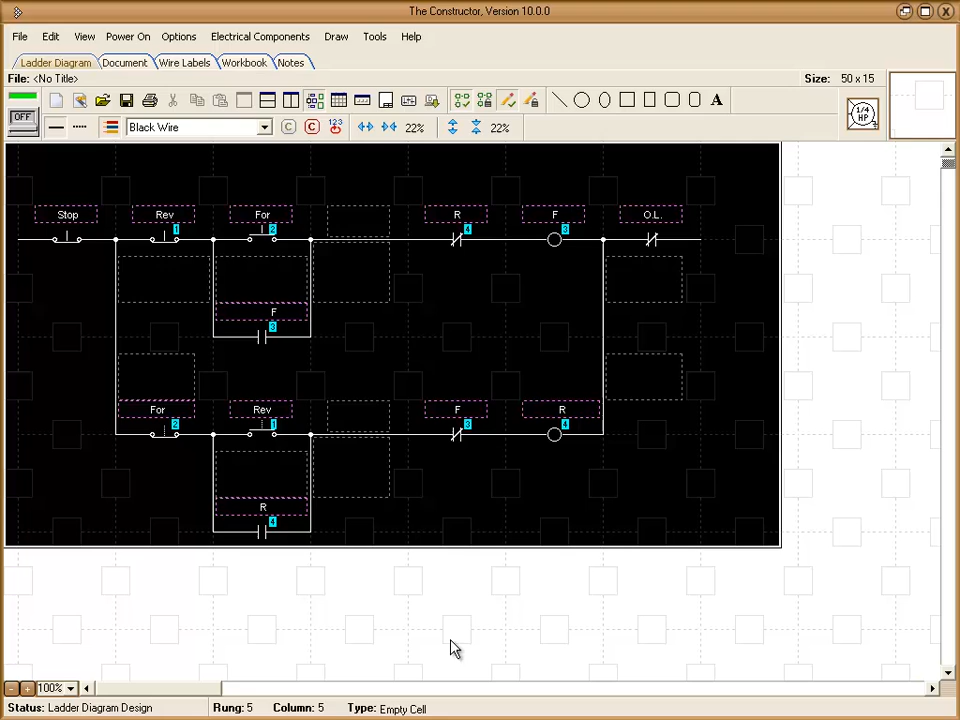 The Constructor, Version 10.0.0
File Edit View Power On Options Electrical Components Draw Tools Help
Ladder Diagram Document Wire Labels Workbook Notes
File: <No Title> Size: 50 x 15
OFF Black Wire C C 123 22% 22% A 1/4 HP
Stop Rev For R F O.L.
1 2 4 3
F
3
For Rev F R
2 1 3 4
R
4
- + 100%
Status: Ladder Diagram Design Rung: 5 Column: 5 Type: Empty Cell